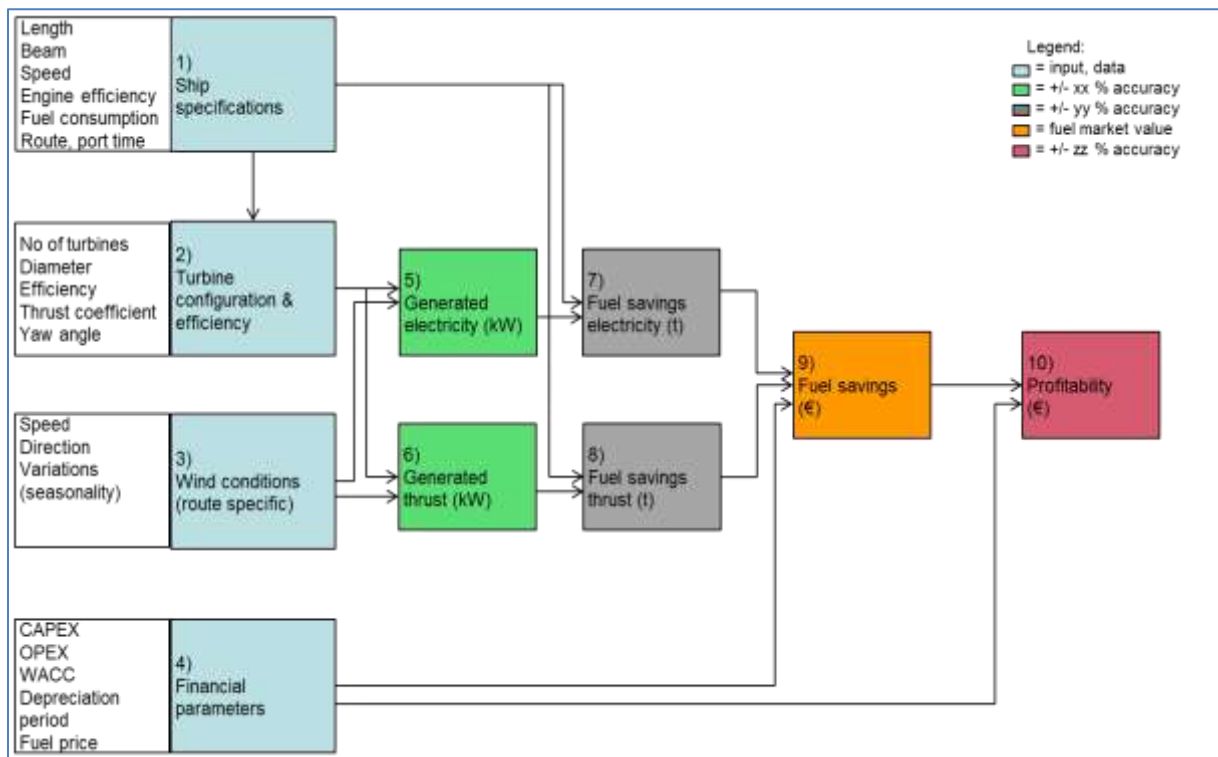 Length
Beam
Speed
Engine efficiency
Fuel consumption
Route, port time
1)
Ship
specifications
Legend:
= input, data
= +/- xx % accuracy
= +/- yy % accuracy
= fuel market value
= +/- zz % accuracy
No of turbines
Diameter
Efficiency
Thrust coefficient
Yaw angle
2)
Turbine
configuration &
efficiency
5)
Generated
electricity (kW)
7)
Fuel savings
electricity (t)
9)
Fuel savings
(€)
10)
Profitability
(€)
Speed
Direction
Variations
(seasonality)
3)
Wind conditions
(route specific)
6)
Generated
thrust (kW)
8)
Fuel savings
thrust (t)
CAPEX
OPEX
WACC
Depreciation
period
Fuel price
4)
Financial
parameters